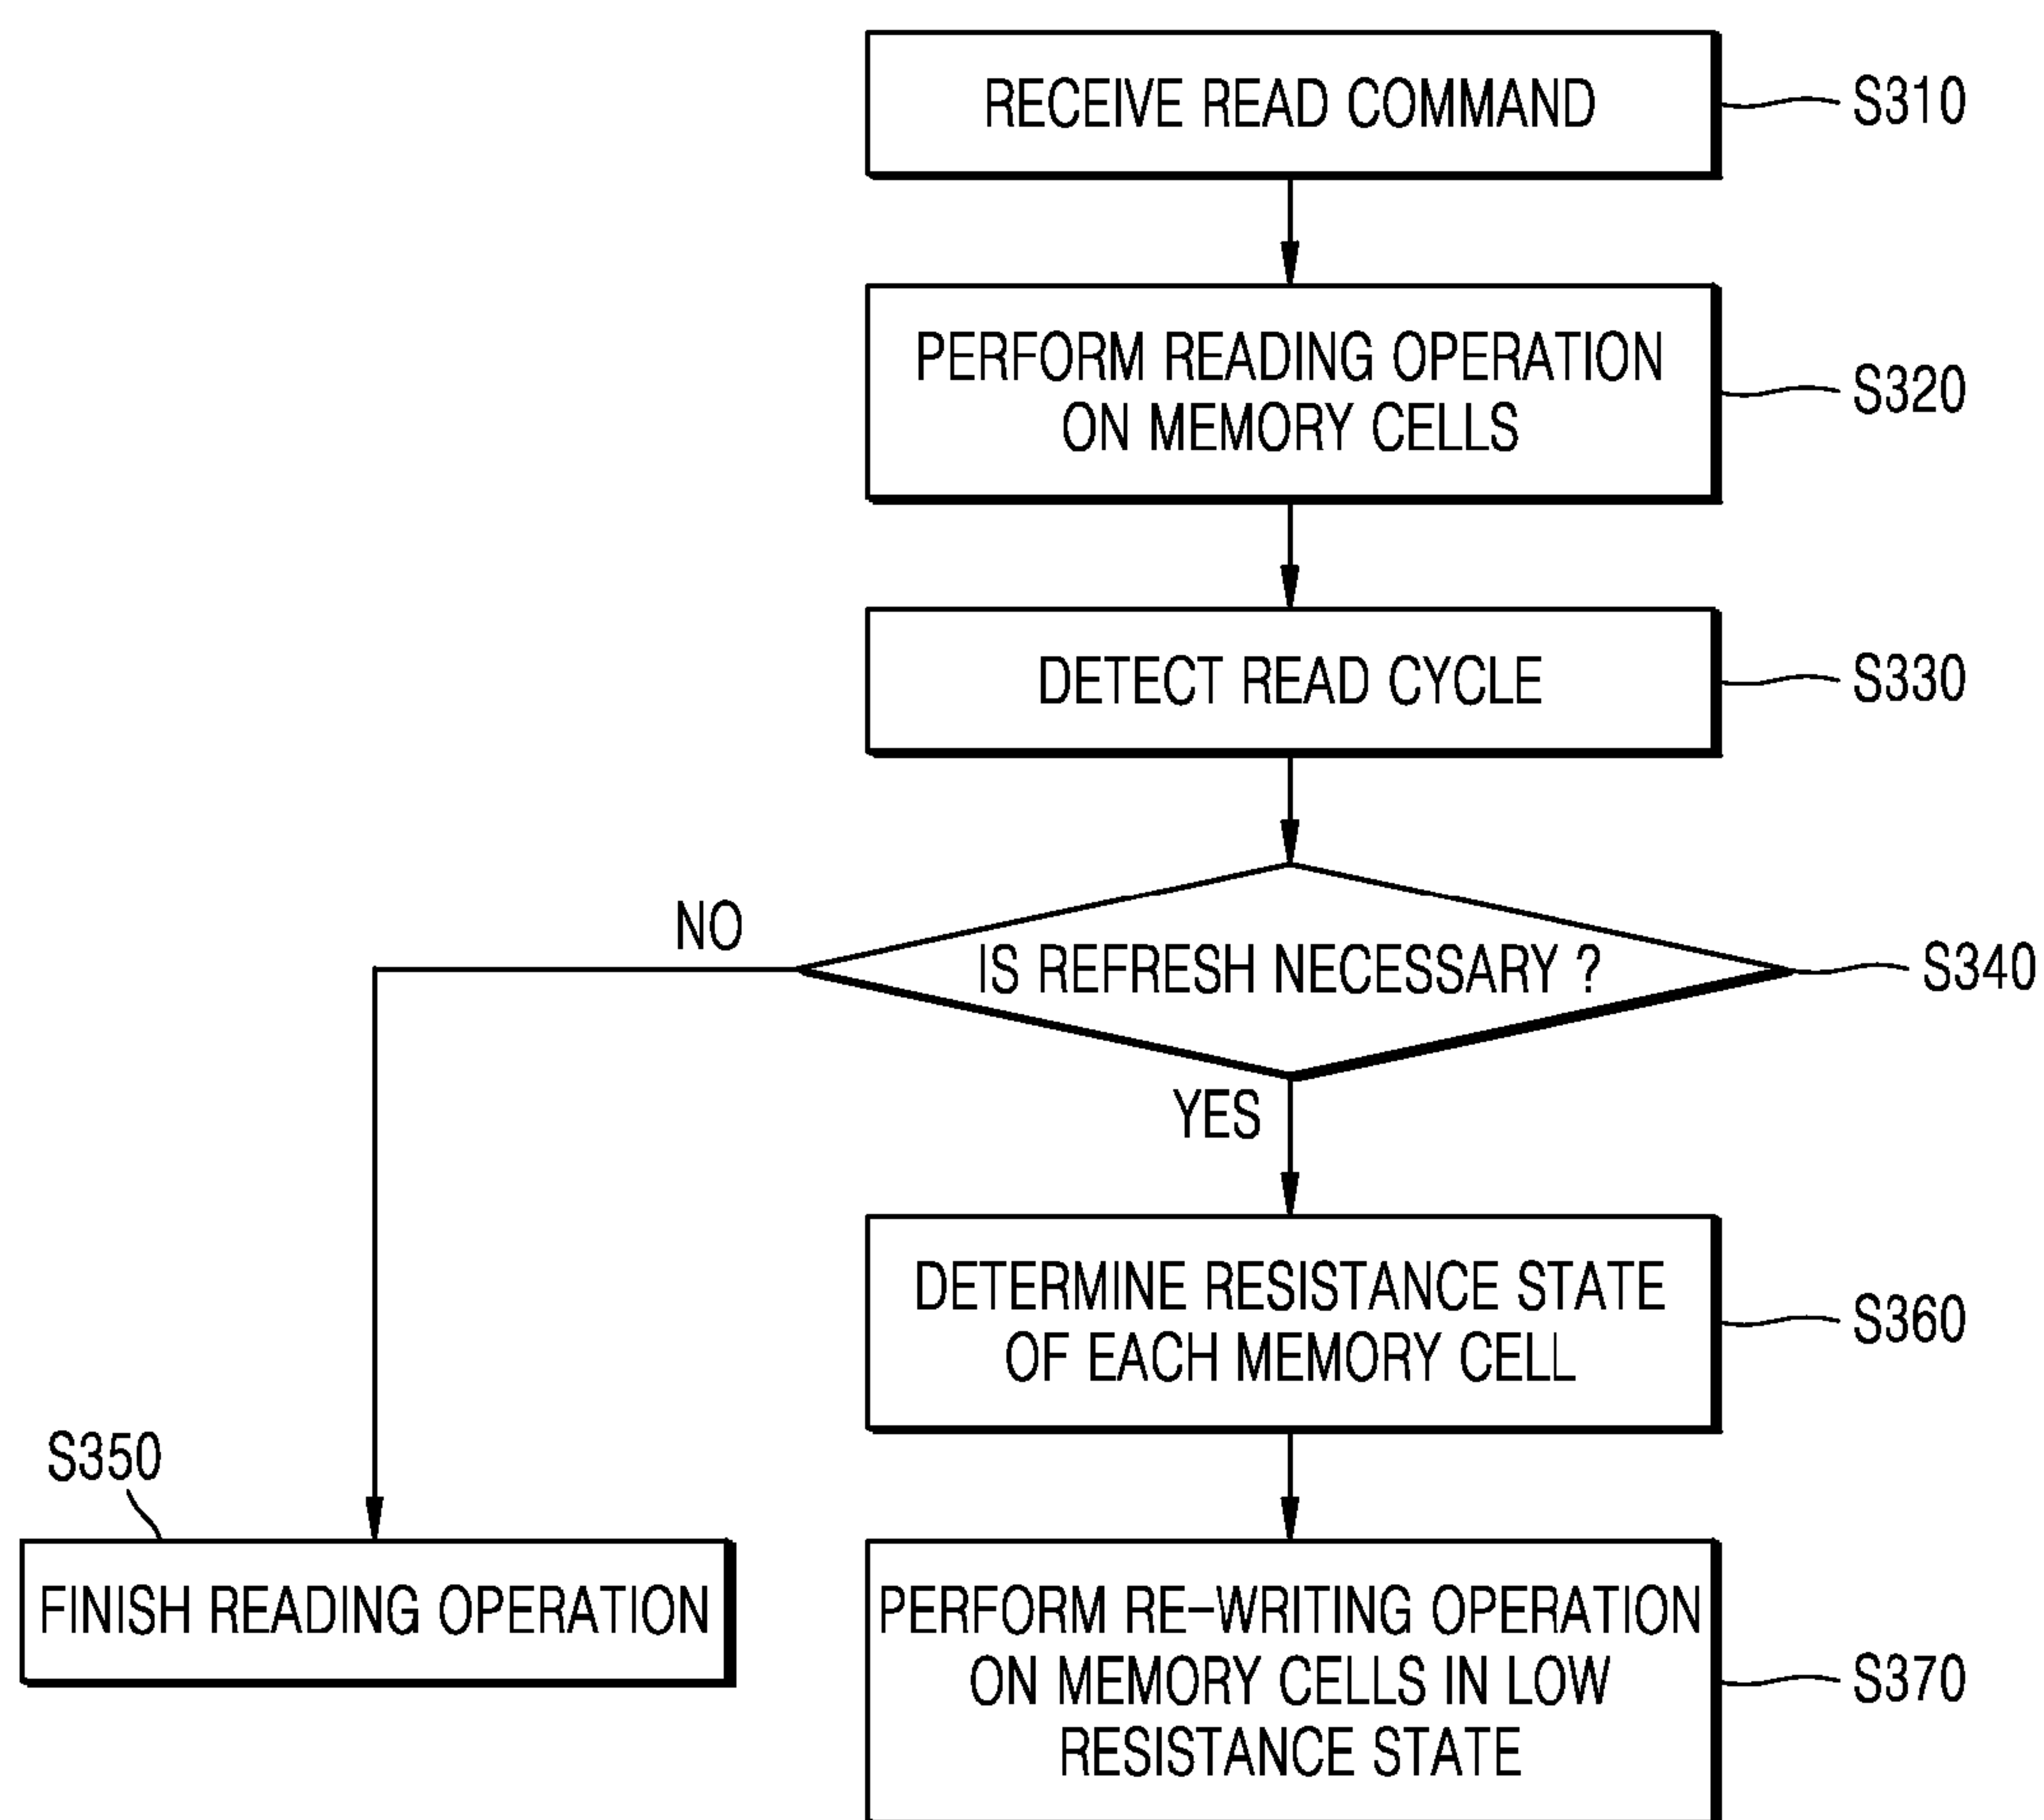 RECEIVE READ COMMAND
S310
PERFORM READING OPERATION
ON MEMORY CELLS
S320
DETECT READ CYCLE
S330
NO
IS REFRESH NECESSARY ?
S340
YES
DETERMINE RESISTANCE STATE
OF EACH MEMORY CELL
S360
S350
FINISH READING OPERATION
PERFORM RE-WRITING OPERATION
ON MEMORY CELLS IN LOW
RESISTANCE STATE
S370